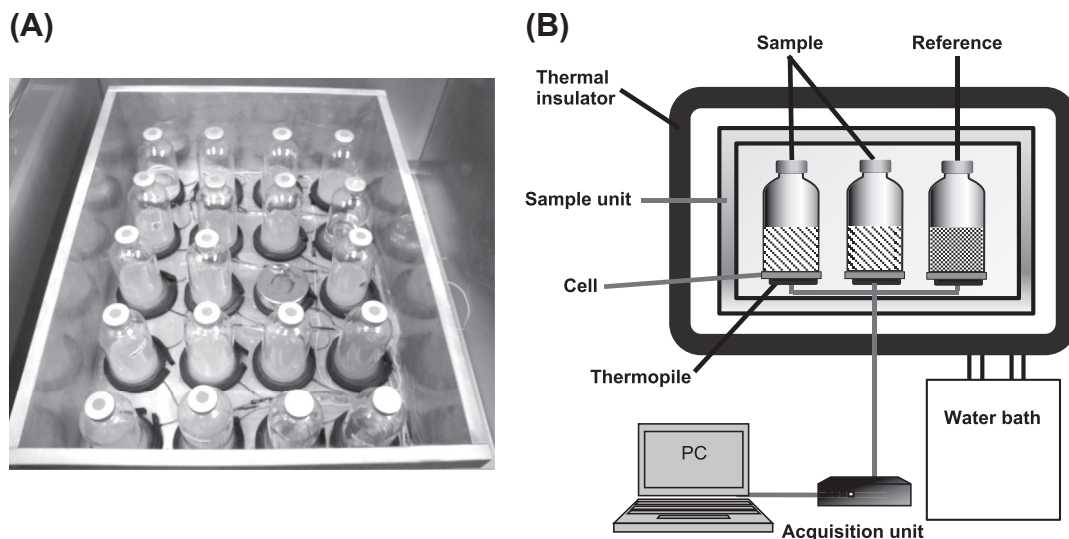 (A)
(B)
Sample
Reference
Thermal
insulator
Sample unit
Cell
Thermopile
Water bath
PC
Acquisition unit